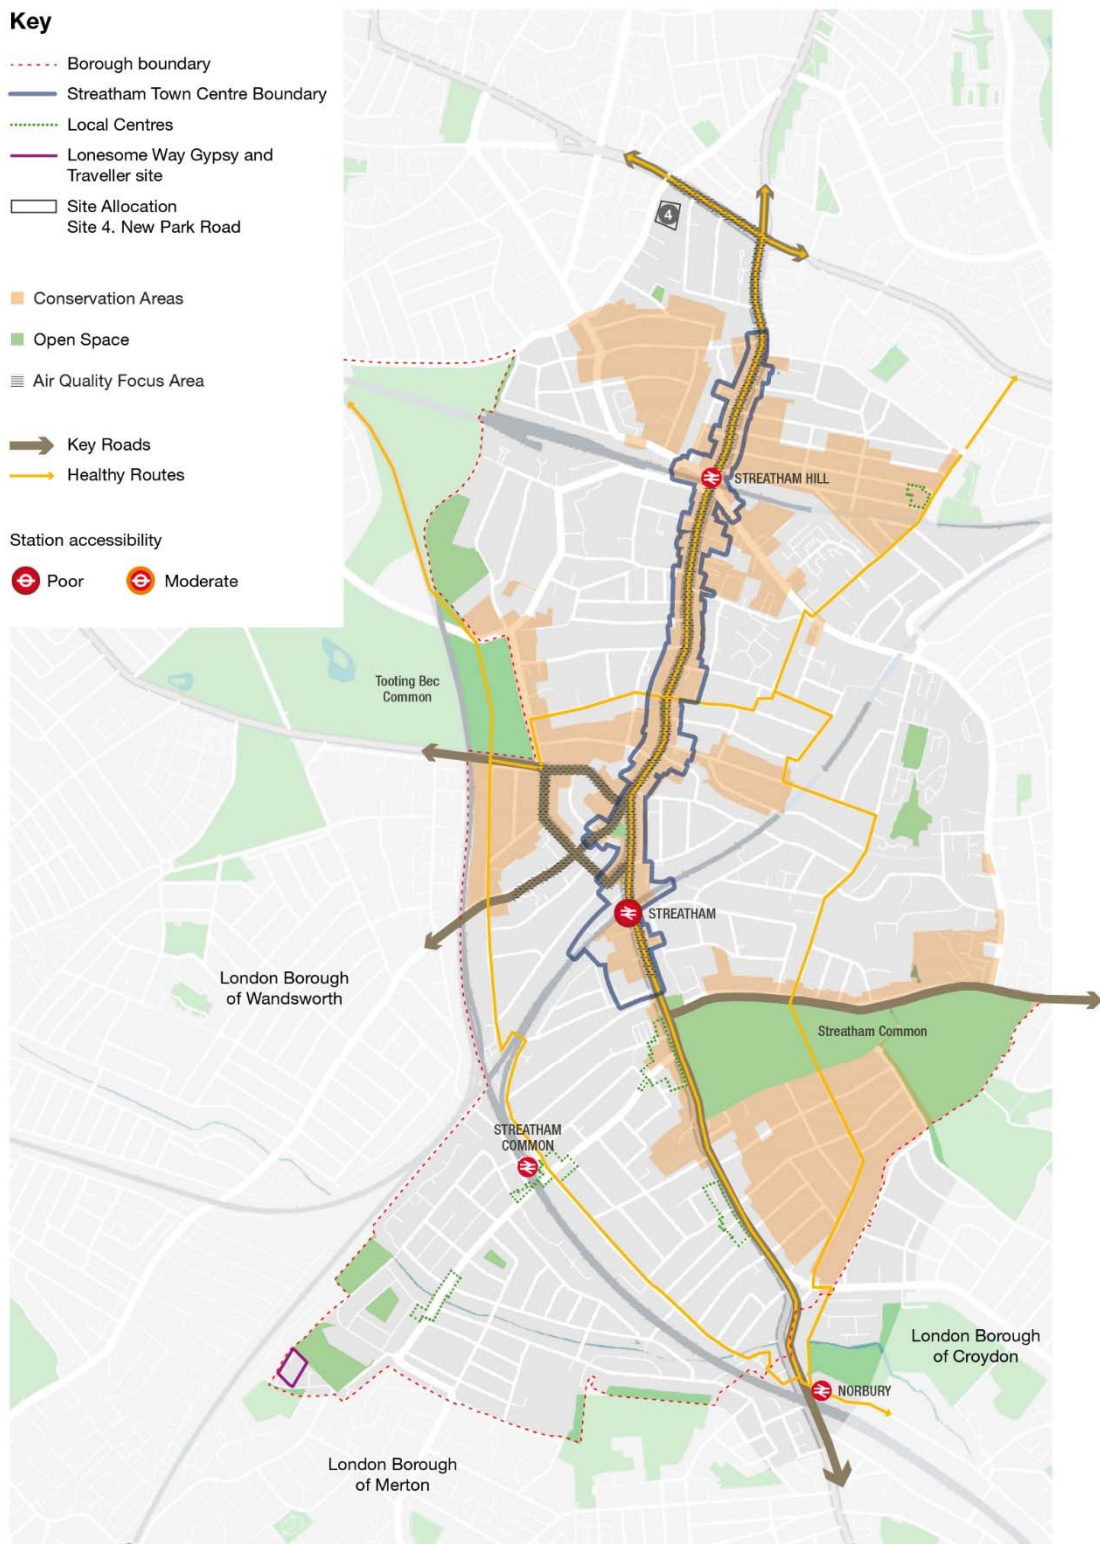 Key
Borough boundary
Streatham Town Centre Boundary
Local Centres
Lonesome Way Gypsy and
Traveller site
Site Allocation
Site 4. New Park Road
Conservation Areas
Open Space
Air Quality Focus Area
Key Roads
Healthy Routes
Station accessibility
Poor
Moderate
4
STREATHAM HILL
Tooting Bec
Common
STREATHAM
London Borough
of Wandsworth
Streatham Common
STREATHAM
COMMON
London Borough
of Croydon
NORBURY
London Borough
of Merton